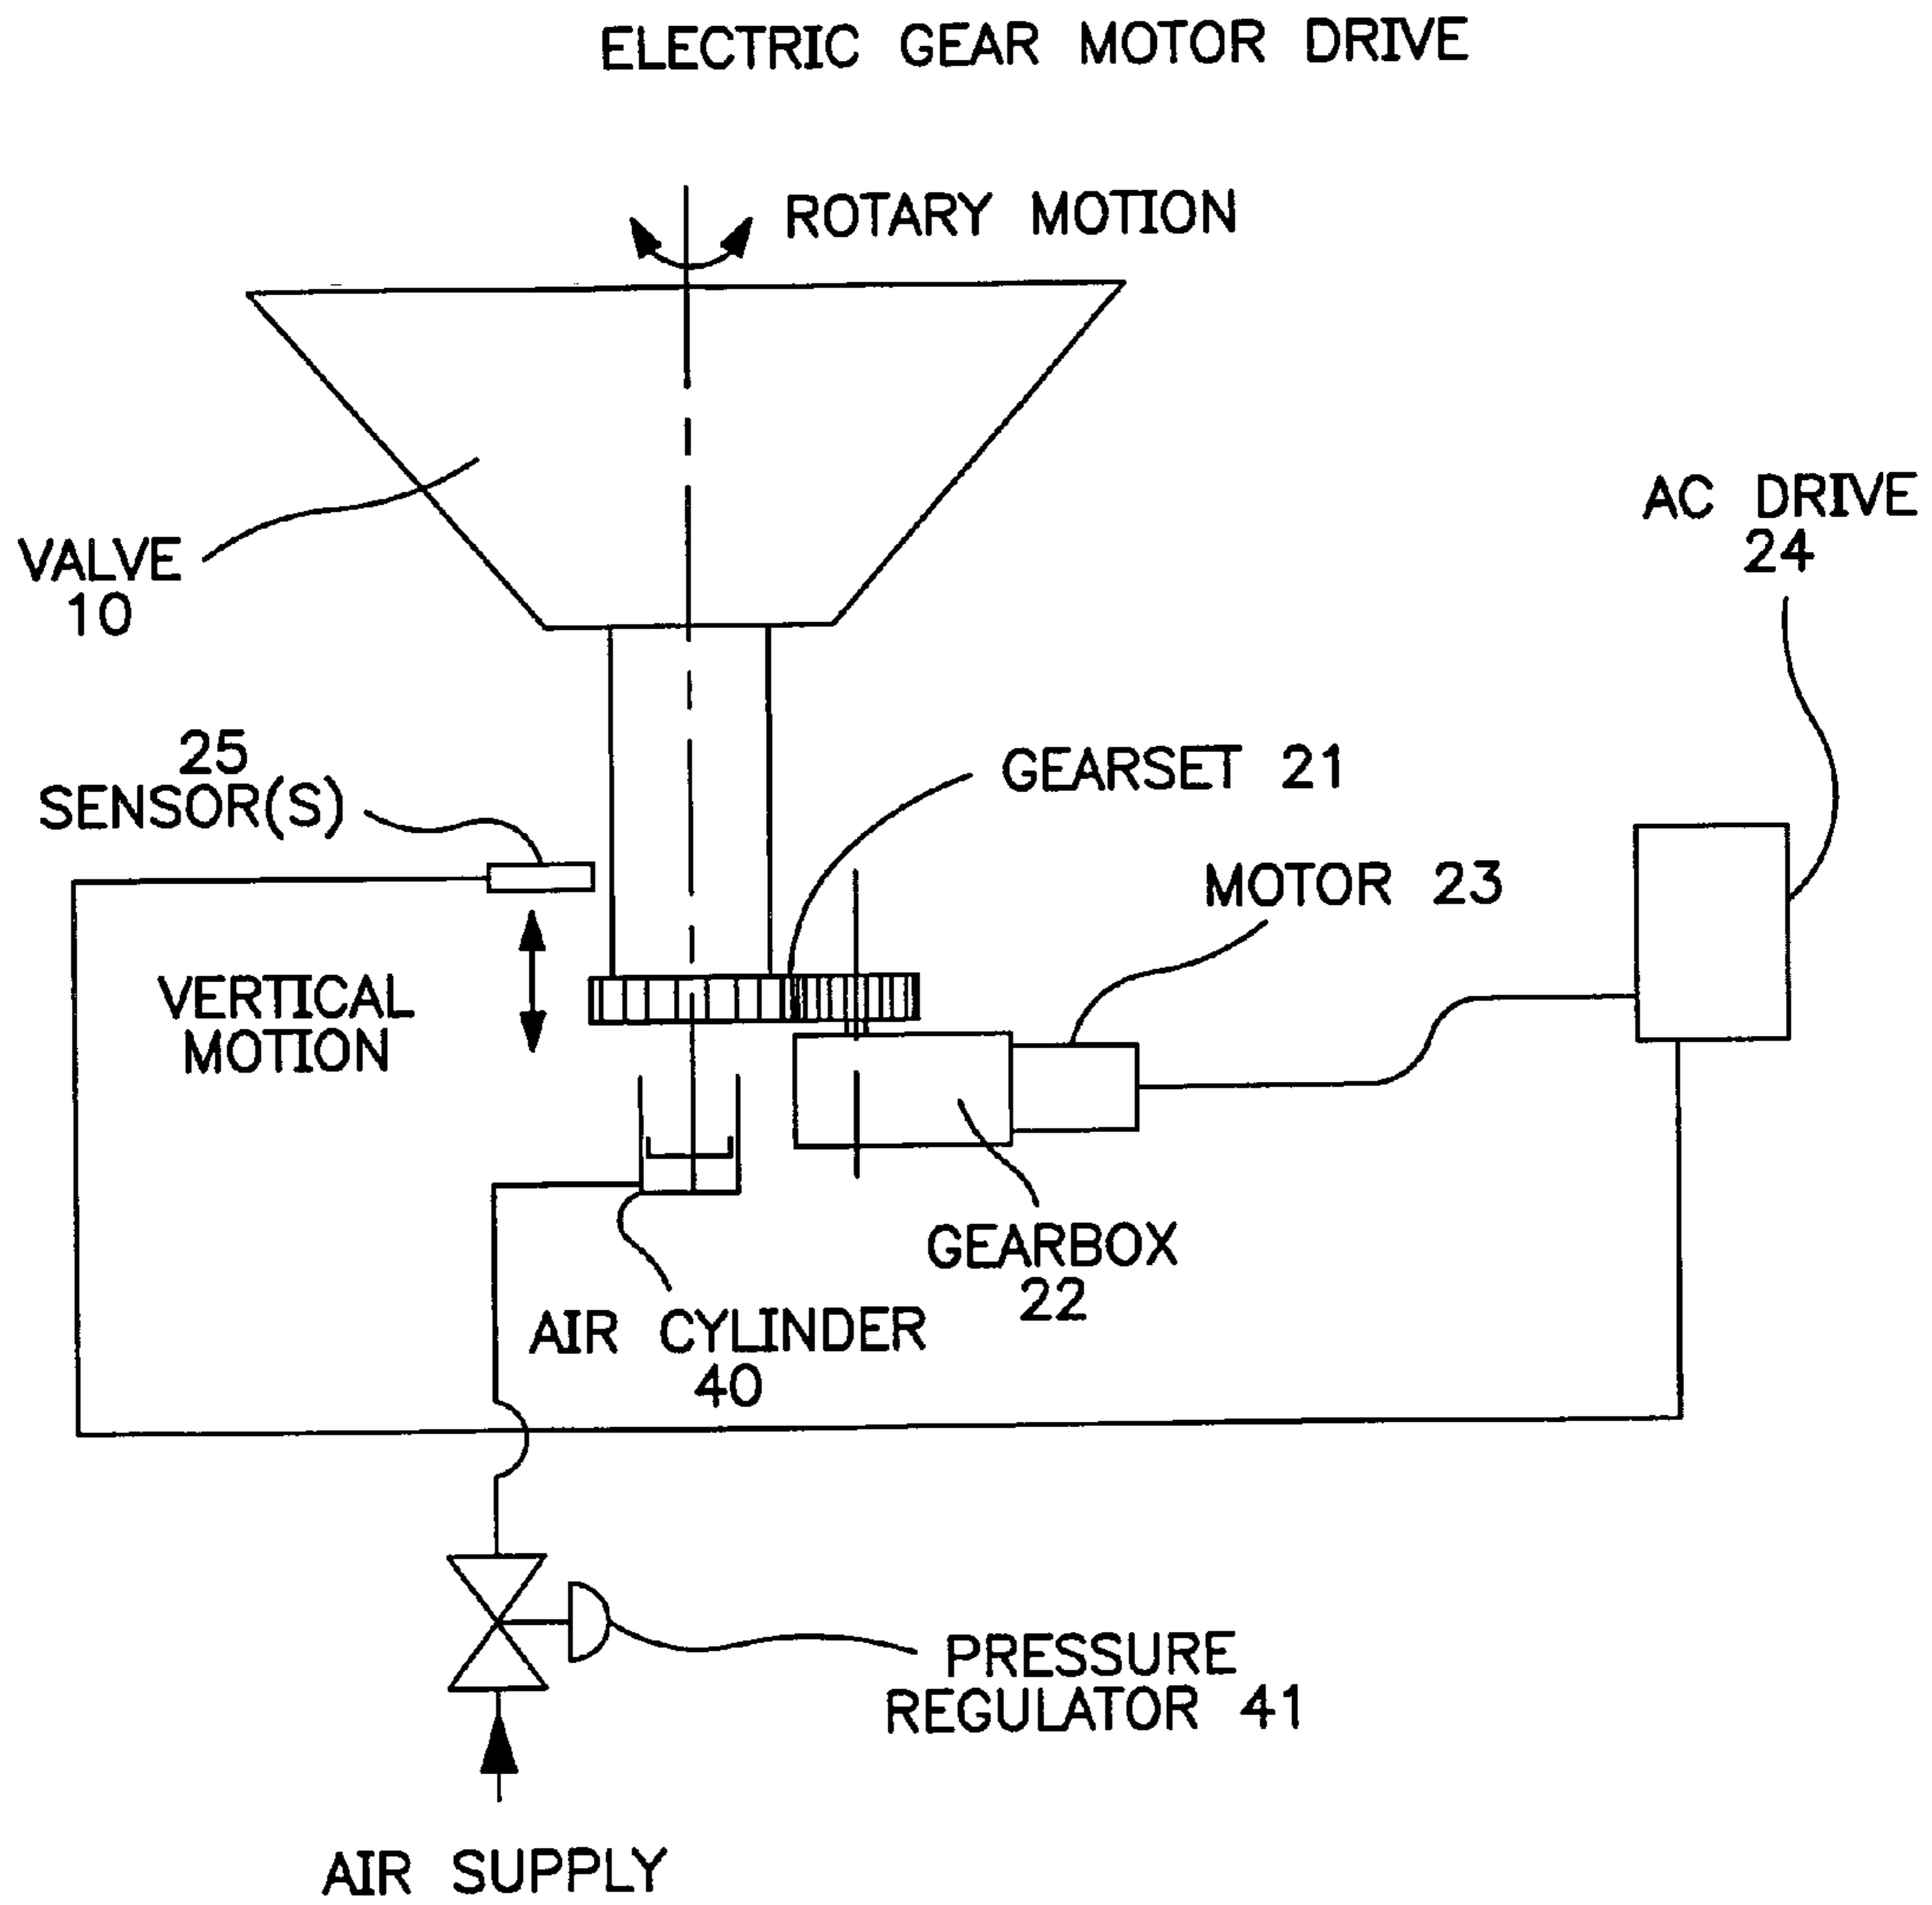 ELECTRIC GEAR MOTOR DRIVE
ROTARY MOTION
AC DRIVE
24
VALVE
10
25
SENSOR(S)
GEARSET 21
MOTOR 23
VERTICAL
MOTION
GEARBOX
22
AIR CYLINDER
40
PRESSURE
REGULATOR 41
AIR SUPPLY